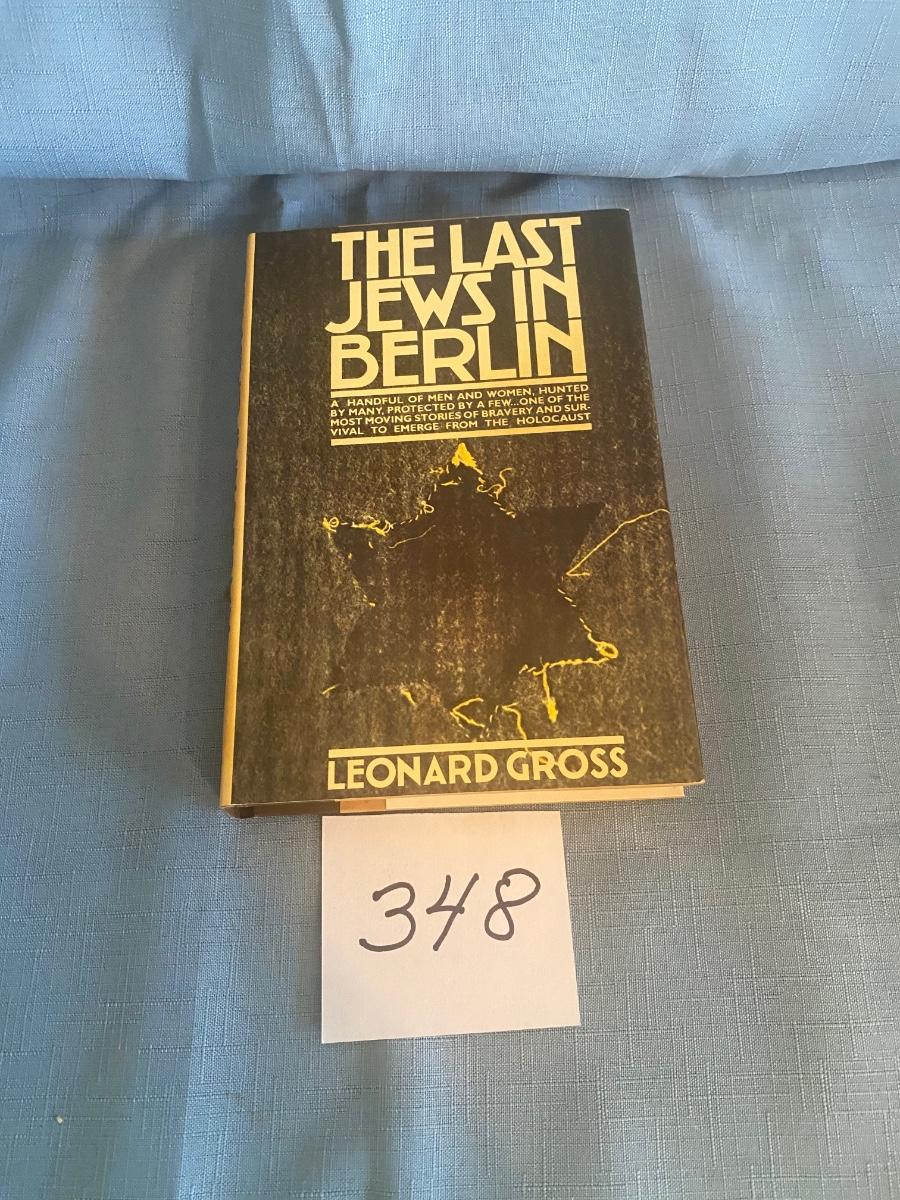 THE LAST
JEWS IN
BERLIN
A HANDFUL OF MEN AND WOMEN, HUNTED
BY MANY, PROTECTED BY A FEW...ONE OF THE
MOST MOVING STORIES OF BRAVERY AND SUR-
VIVAL TO EMERGE FROM THE HOLOCAUST
LEONARD GROSS
348